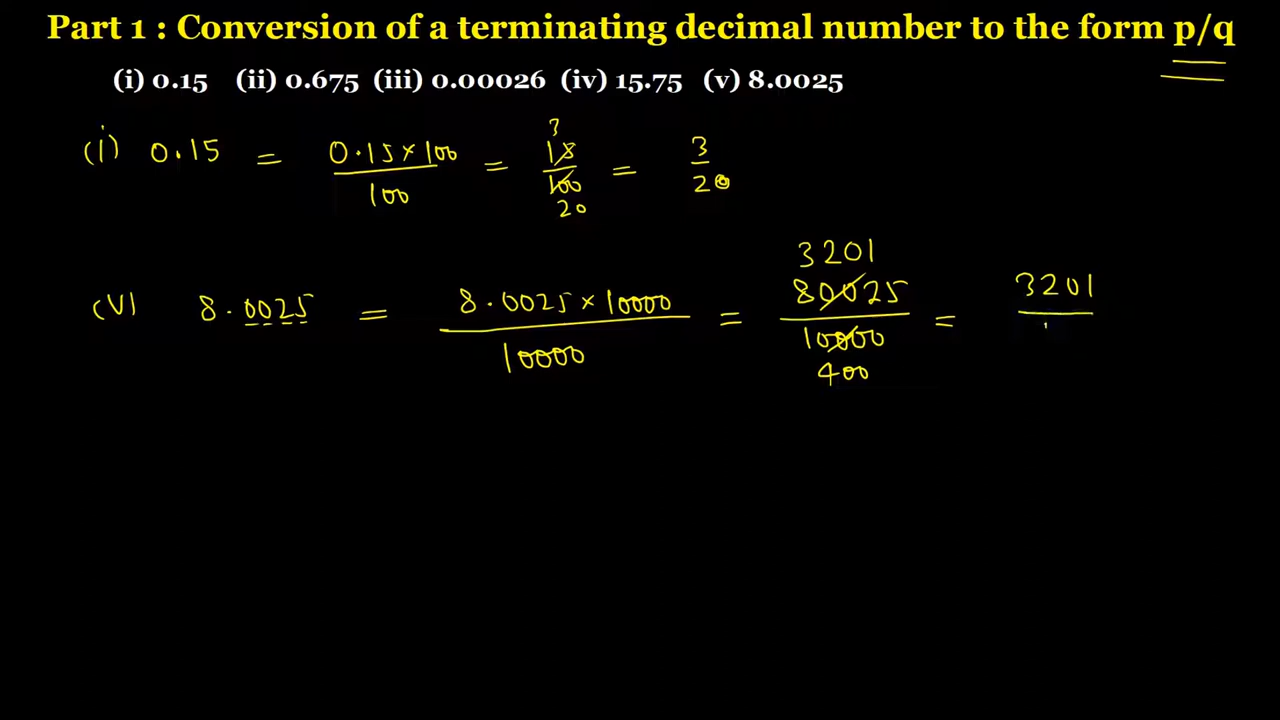 Part 1 : Conversion of a terminating decimal number to the form p/q
(i) 0.15 (ii) 0.675 (iii) 0.00026 (iv) 15.75 (v) 8.0025
(i) 0.15 = 0.15 × 100 / 100 = 15 / 100 = 3 / 20
3
20
(V) 8.0025 = 8.0025 × 10000 / 10000 = 80025 / 10000 = 3201
3201
400